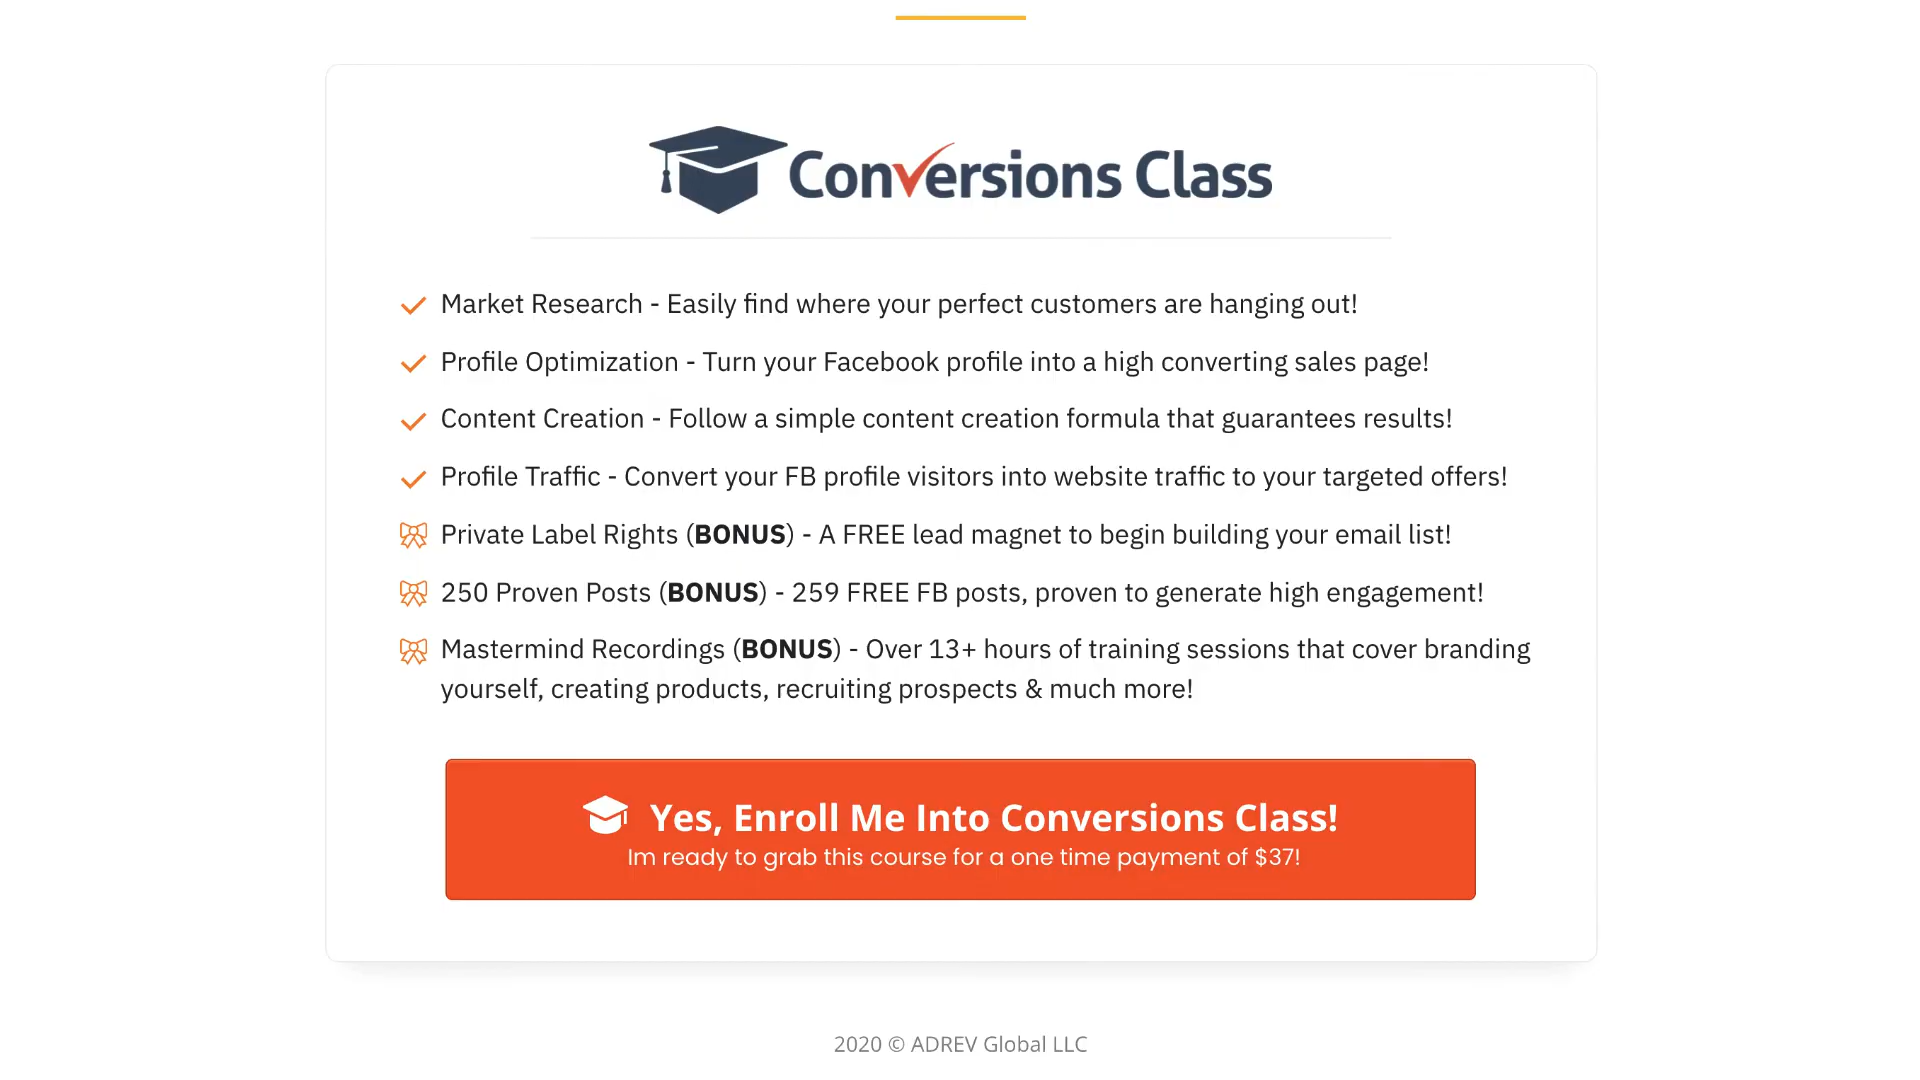 Conversions Class
Market Research - Easily find where your perfect customers are hanging out!
Profile Optimization - Turn your Facebook profile into a high converting sales page!
Content Creation - Follow a simple content creation formula that guarantees results!
Profile Traffic - Convert your FB profile visitors into website traffic to your targeted offers!
Private Label Rights (BONUS) - A FREE lead magnet to begin building your email list!
250 Proven Posts (BONUS) - 259 FREE FB posts, proven to generate high engagement!
Mastermind Recordings (BONUS) - Over 13+ hours of training sessions that cover branding
yourself, creating products, recruiting prospects & much more!
Yes, Enroll Me Into Conversions Class!
Im ready to grab this course for a one time payment of $37!
2020 © ADREV Global LLC